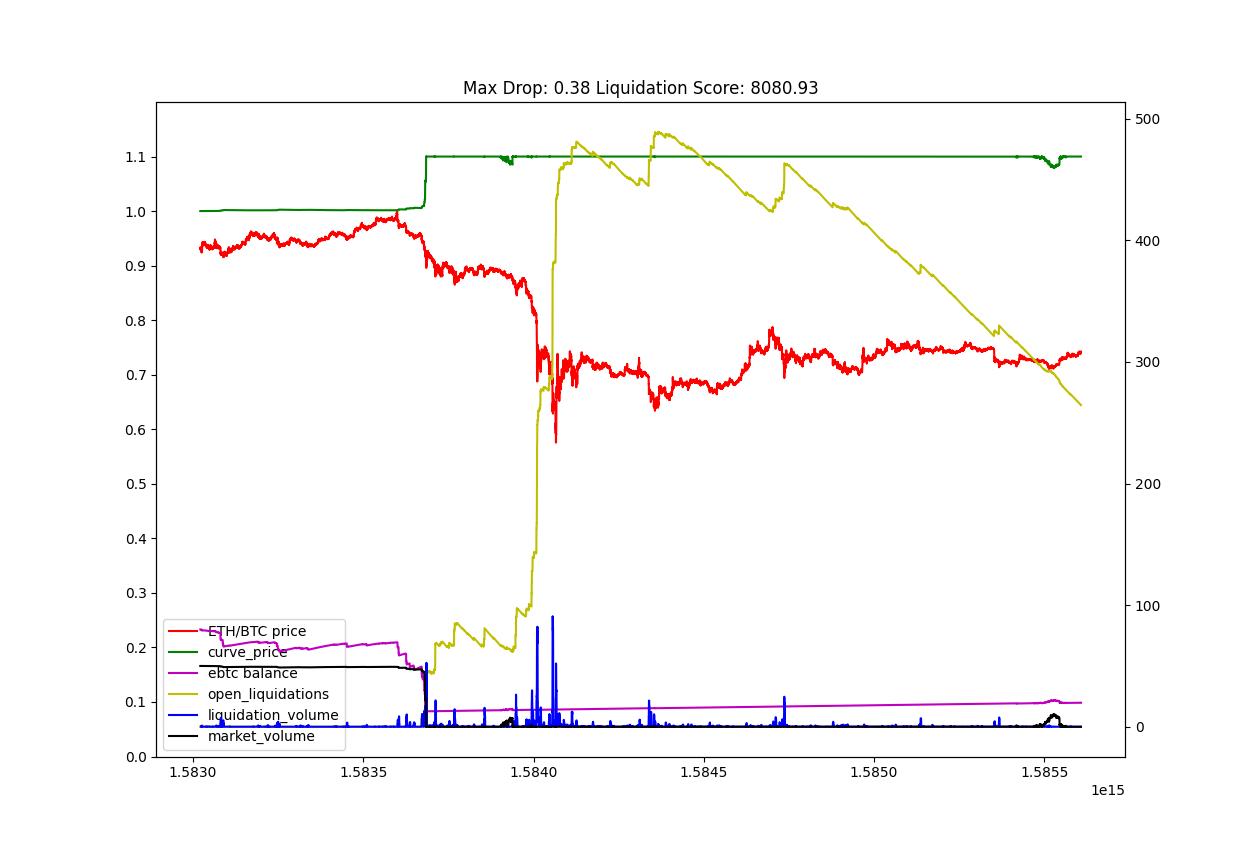 Max Drop: 0.38 Liquidation Score: 8080.93
1.1
1.0
0.9
0.8
0.7
0.6
0.5
0.4
0.3
0.2
0.1
0.0
500
400
300
200
100
0
ETH/BTC price
curve_price
ebtc balance
open_liquidations
liquidation_volume
market_volume
1.5830 1.5835 1.5840 1.5845 1.5850 1.5855
1e15